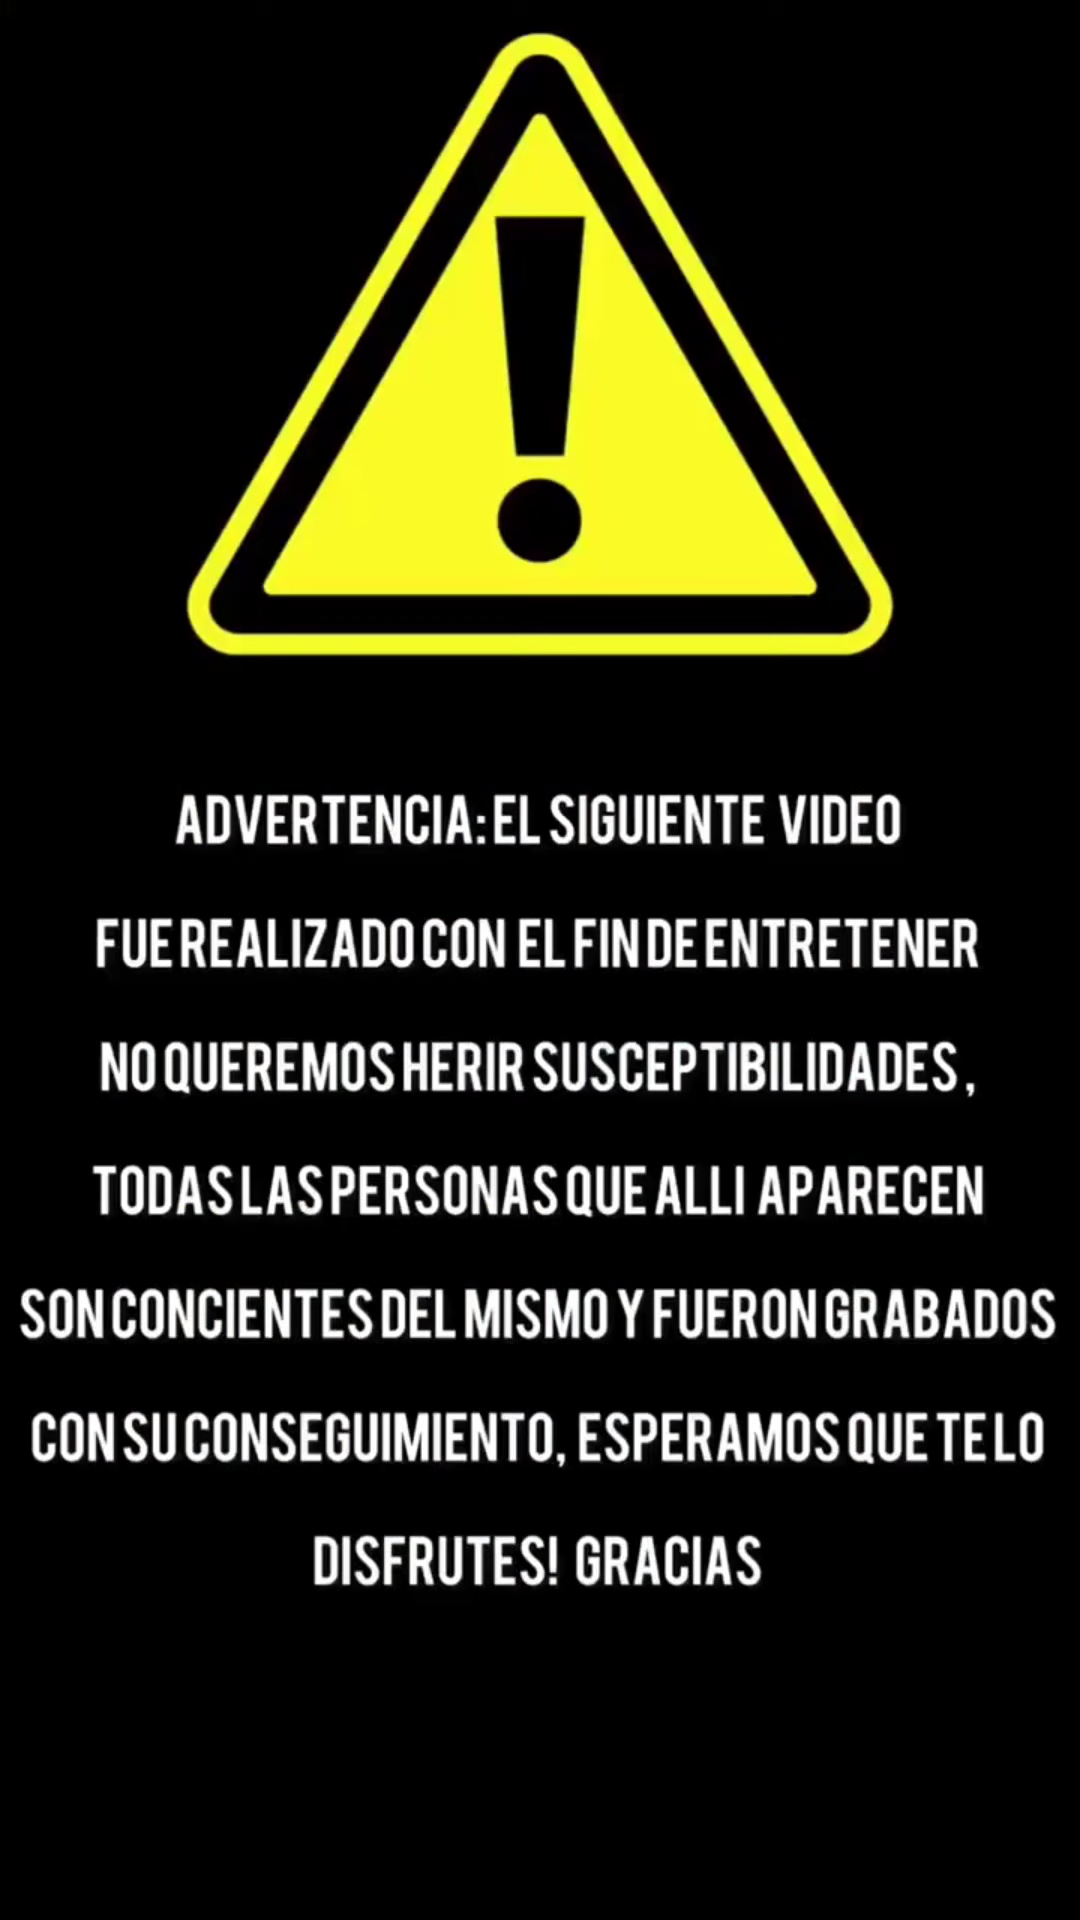 ADVERTENCIA: EL SIGUIENTE VIDEO
FUE REALIZADO CON EL FIN DE ENTRETENER
NO QUEREMOS HERIR SUSCEPTIBILIDADES ,
TODAS LAS PERSONAS QUE ALLI APARECEN
SON CONCIENTES DEL MISMO Y FUERON GRABADOS
CON SU CONSEGUIMIENTO, ESPERAMOS QUE TE LO
DISFRUTES! GRACIAS